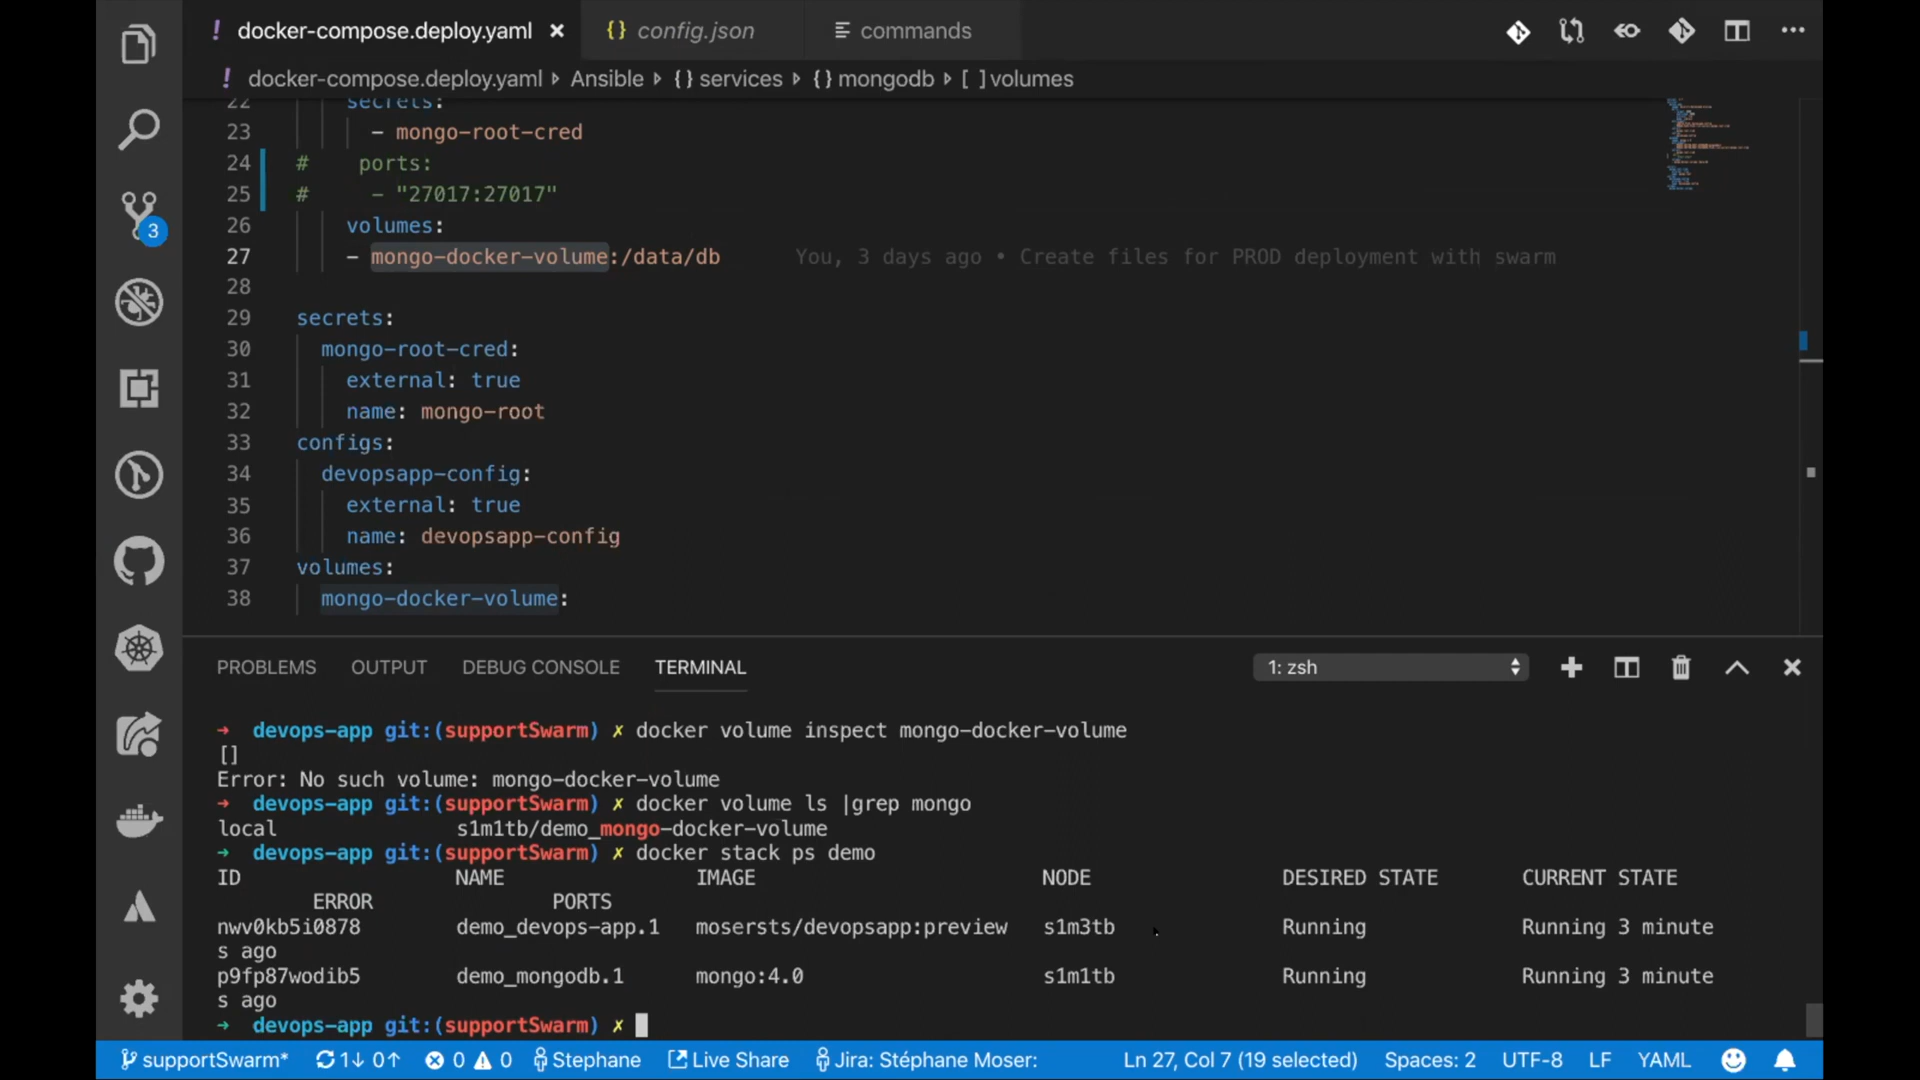 ! docker-compose.deploy.yaml × {} config.json commands
! docker-compose.deploy.yaml ▸ Ansible ▸ {} services ▸ {} mongodb ▸ [ ] volumes
22 secrets:
23 - mongo-root-cred
24 # ports:
25 # - "27017:27017"
26 volumes:
27 - mongo-docker-volume:/data/db You, 3 days ago • Create files for PROD deployment with swarm
28
29 secrets:
30 mongo-root-cred:
31 external: true
32 name: mongo-root
33 configs:
34 devopsapp-config:
35 external: true
36 name: devopsapp-config
37 volumes:
38 mongo-docker-volume:
3
PROBLEMS OUTPUT DEBUG CONSOLE TERMINAL 1: zsh
→ devops-app git:(supportSwarm) ✗ docker volume inspect mongo-docker-volume
[]
Error: No such volume: mongo-docker-volume
→ devops-app git:(supportSwarm) ✗ docker volume ls |grep mongo
local s1m1tb/demo_mongo-docker-volume
→ devops-app git:(supportSwarm) ✗ docker stack ps demo
ID NAME IMAGE NODE DESIRED STATE CURRENT STATE
ERROR PORTS
nwv0kb5i0878 demo_devops-app.1 mosersts/devopsapp:preview s1m3tb Running Running 3 minute
s ago
p9fp87wodib5 demo_mongodb.1 mongo:4.0 s1m1tb Running Running 3 minute
s ago
→ devops-app git:(supportSwarm) ✗
supportSwarm* 1↓ 0↑ 0 0 Stephane Live Share Jira: Stéphane Moser: Ln 27, Col 7 (19 selected) Spaces: 2 UTF-8 LF YAML